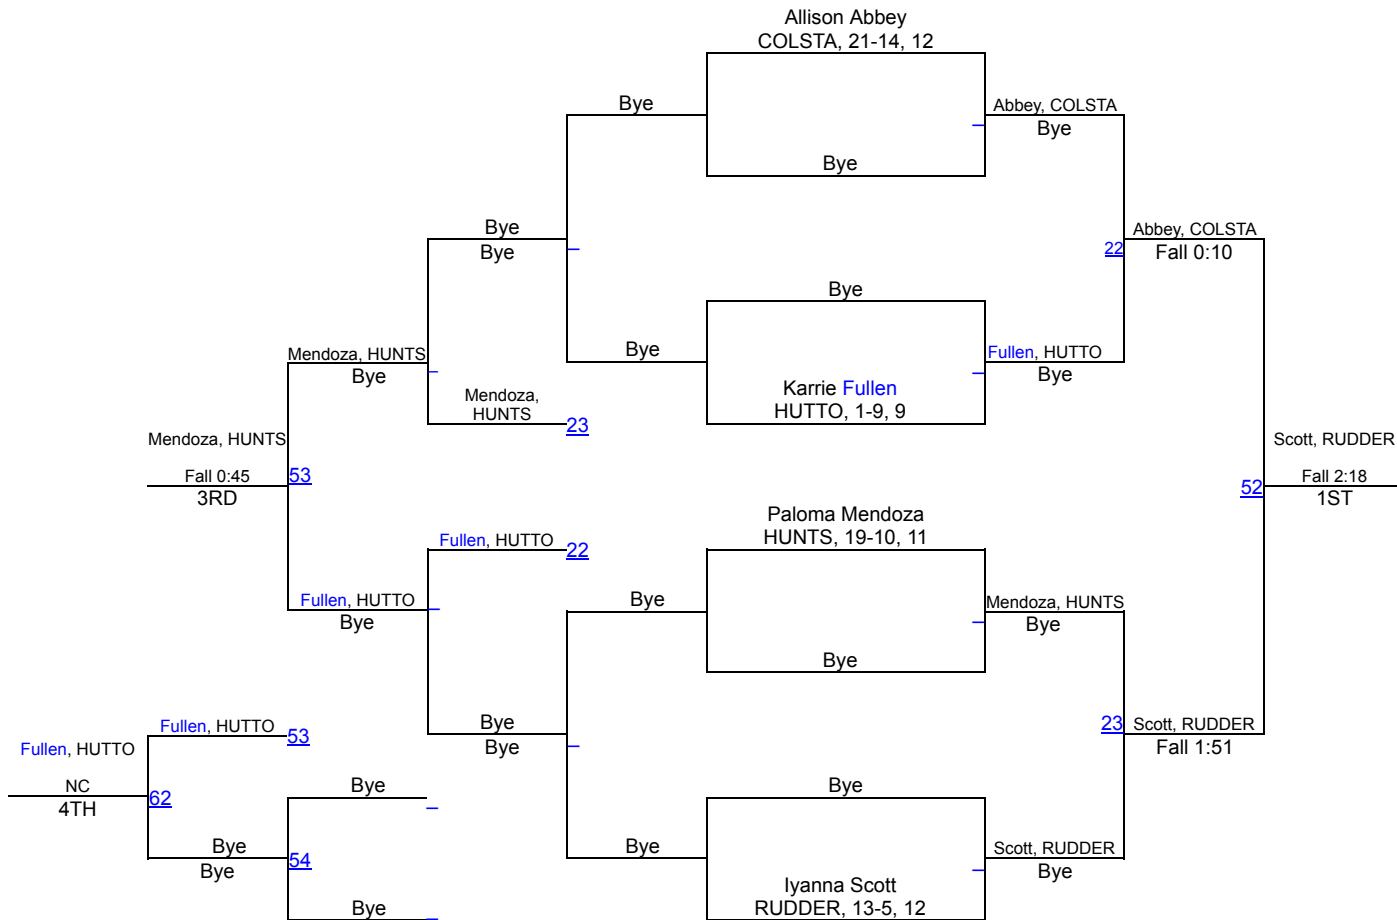 Allison Abbey
COLSTA, 21-14, 12
Bye
Abbey, COLSTA
Bye
Bye
Bye
Bye
Abbey, COLSTA
22
Fall 0:10
Bye
Mendoza, HUNTS
Bye
Bye
Fullen, HUTTO
Bye
Karrie Fullen
HUTTO, 1-9, 9
Mendoza,
HUNTS
23
Mendoza, HUNTS
Fall 0:45
53
3RD
Scott, RUDDER
Fall 2:18
52
1ST
Paloma Mendoza
HUNTS, 19-10, 11
Fullen, HUTTO
22
Fullen, HUTTO
Bye
Bye
Mendoza, HUNTS
Bye
Bye
Bye
Bye
23
Scott, RUDDER
Fall 1:51
Fullen, HUTTO
53
Fullen, HUTTO
NC
62
4TH
Bye
Bye
Bye
Bye
54
Bye
Scott, RUDDER
Bye
Iyanna Scott
RUDDER, 13-5, 12
Bye